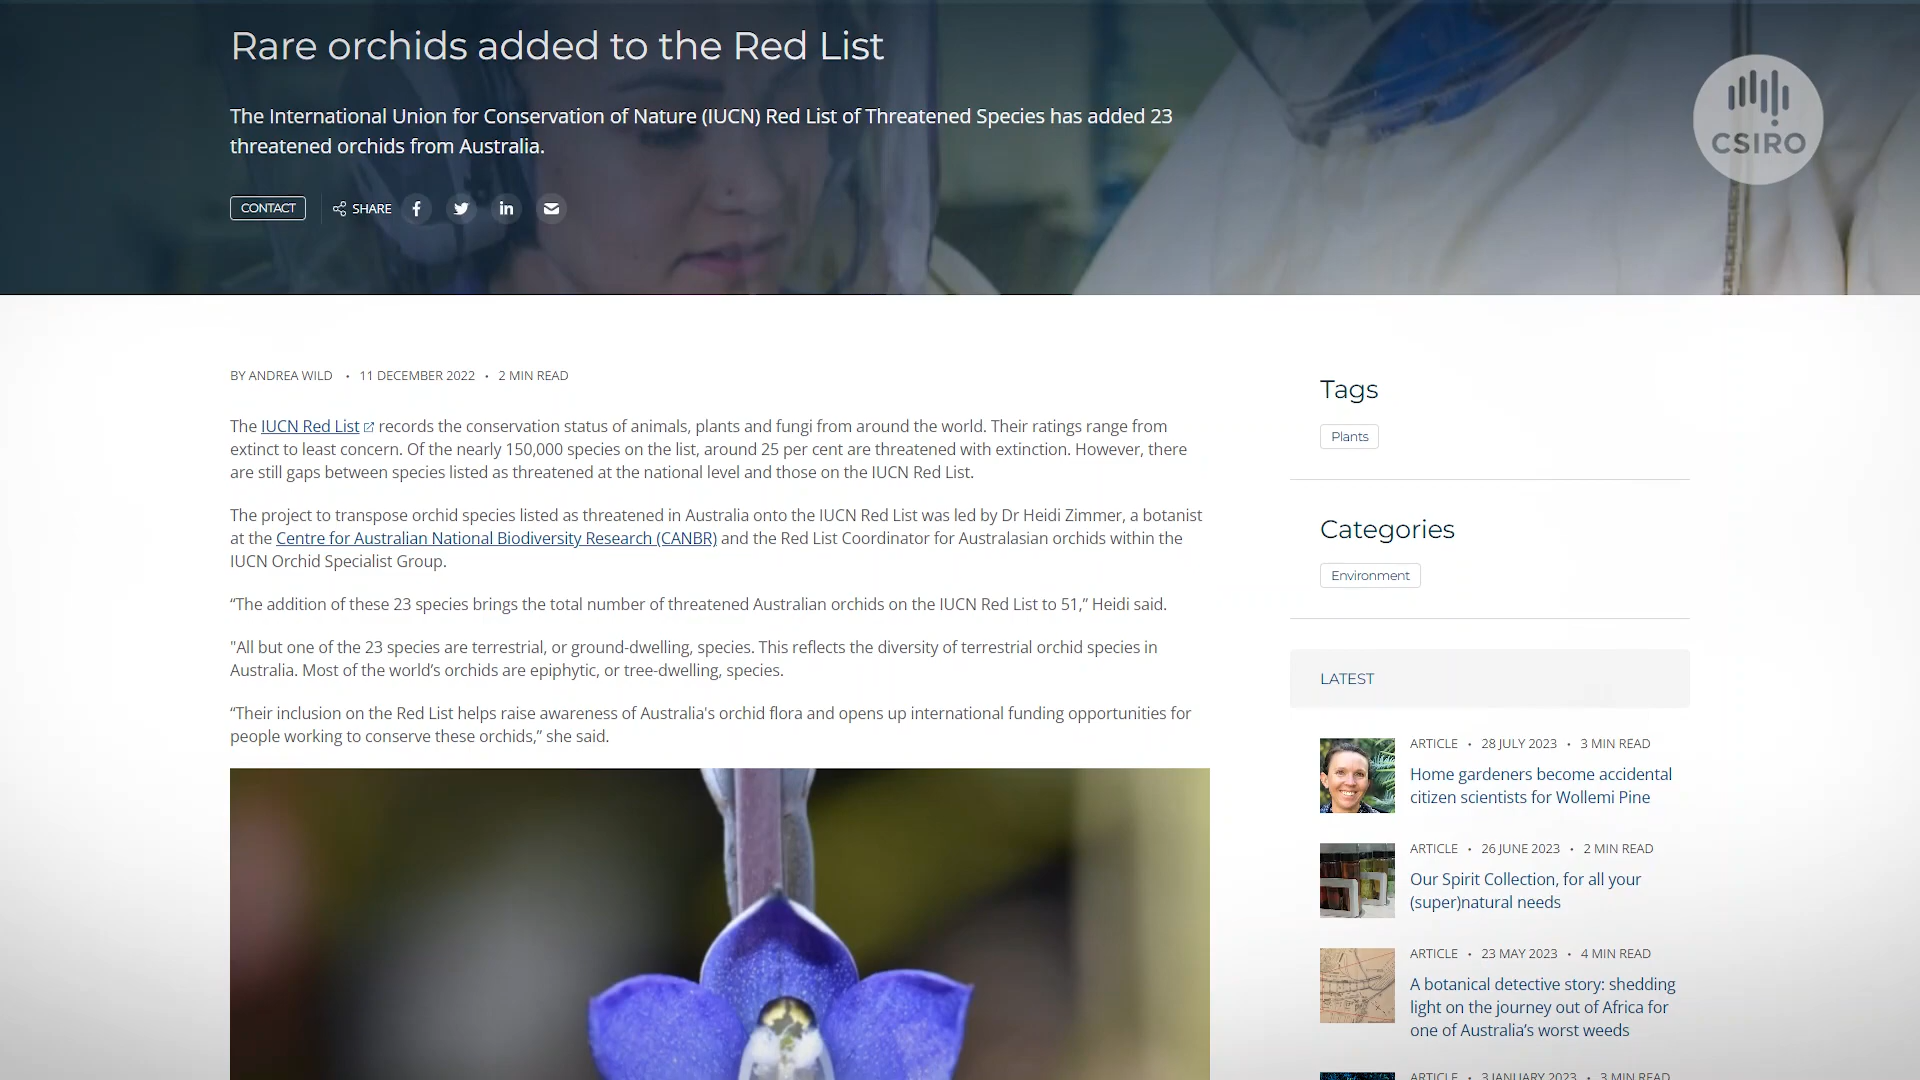 Rare orchids added to the Red List
The International Union for Conservation of Nature (IUCN) Red List of Threatened Species has added 23
threatened orchids from Australia.
CSIRO
CONTACT
SHARE
BY ANDREA WILD • 11 DECEMBER 2022 • 2 MIN READ
The IUCN Red List records the conservation status of animals, plants and fungi from around the world. Their ratings range from
extinct to least concern. Of the nearly 150,000 species on the list, around 25 per cent are threatened with extinction. However, there
are still gaps between species listed as threatened at the national level and those on the IUCN Red List.
The project to transpose orchid species listed as threatened in Australia onto the IUCN Red List was led by Dr Heidi Zimmer, a botanist
at the Centre for Australian National Biodiversity Research (CANBR) and the Red List Coordinator for Australasian orchids within the
IUCN Orchid Specialist Group.
“The addition of these 23 species brings the total number of threatened Australian orchids on the IUCN Red List to 51,” Heidi said.
"All but one of the 23 species are terrestrial, or ground-dwelling, species. This reflects the diversity of terrestrial orchid species in
Australia. Most of the world’s orchids are epiphytic, or tree-dwelling, species.
“Their inclusion on the Red List helps raise awareness of Australia's orchid flora and opens up international funding opportunities for
people working to conserve these orchids,” she said.
Tags
Plants
Categories
Environment
LATEST
ARTICLE • 28 JULY 2023 • 3 MIN READ
Home gardeners become accidental
citizen scientists for Wollemi Pine
ARTICLE • 26 JUNE 2023 • 2 MIN READ
Our Spirit Collection, for all your
(super)natural needs
ARTICLE • 23 MAY 2023 • 4 MIN READ
A botanical detective story: shedding
light on the journey out of Africa for
one of Australia’s worst weeds
ARTICLE • 3 JANUARY 2023 • 3 MIN READ